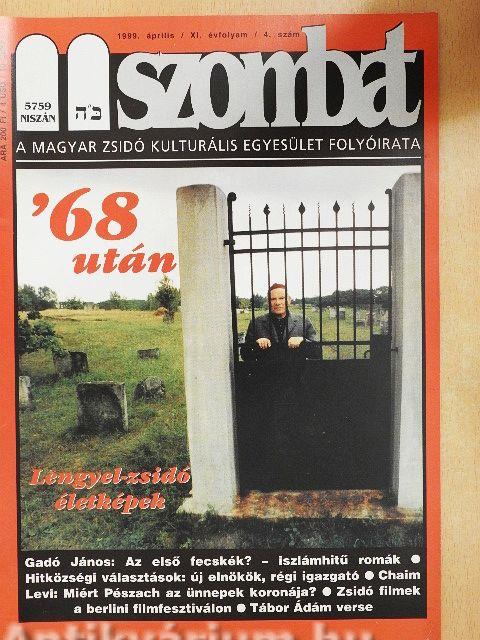 1999. április / XI. évfolyam / 4. szám
szombat
5759
NISZÁN
ב"ה
A MAGYAR ZSIDÓ KULTURÁLIS EGYESÜLET FOLYÓIRATA
'68
után
Lengyel-zsidó
életképek
Gadó János: Az első fecskék? – iszlámhitű romák ●
Hitközségi választások: új elnökök, régi igazgató ● Chaim
Levi: Miért Pészach az ünnepek koronája? ● Zsidó filmek
a berlini filmfesztiválon ● Tábor Ádám verse
Antikvárium.hu